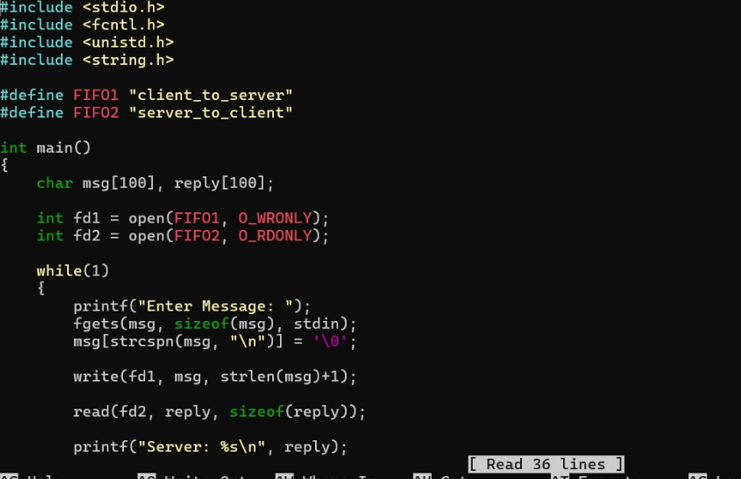 #include <stdio.h>
#include <fcntl.h>
#include <unistd.h>
#include <string.h>
#define FIFO1 "client_to_server"
#define FIFO2 "server_to_client"
int main()
{
char msg[100], reply[100];
int fd1 = open(FIFO1, O_WRONLY);
int fd2 = open(FIFO2, O_RDONLY);
while(1)
{
printf("Enter Message: ");
fgets(msg, sizeof(msg), stdin);
msg[strcspn(msg, "\n")] = '\0';
write(fd1, msg, strlen(msg)+1);
read(fd2, reply, sizeof(reply));
printf("Server: %s\n", reply);
[ Read 36 lines ]